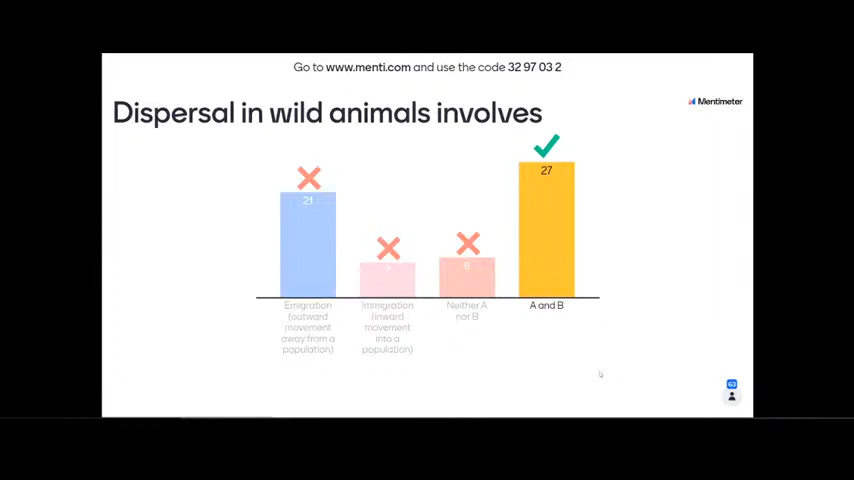 Go to www.menti.com and use the code 32 97 03 2
Mentimeter
Dispersal in wild animals involves
21
7
8
27
Emigration
(outward
movement
away from a
population)
Immigration
(inward
movement
into a
population)
Neither A
nor B
A and B
63